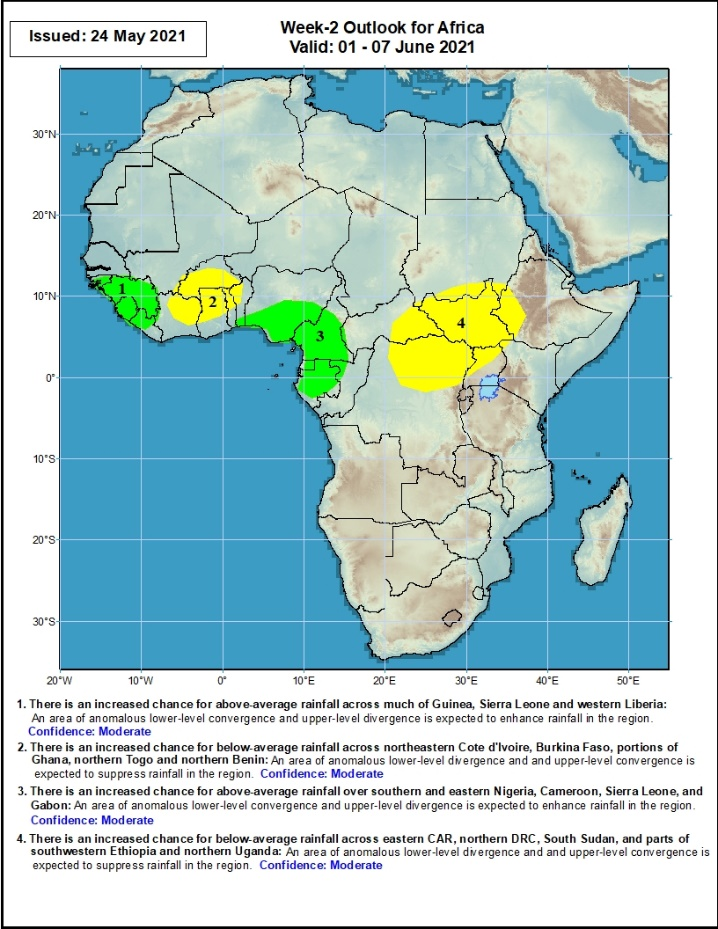 Issued: 24 May 2021
Week-2 Outlook for Africa
Valid: 01 - 07 June 2021
30°N
20°N
10°N
0°
10°S
20°S
30°S
1
2
3
4
20°W
10°W
0°
10°E
20°E
30°E
40°E
50°E
1. There is an increased chance for above-average rainfall across much of Guinea, Sierra Leone and western Liberia:
An area of anomalous lower-level convergence and upper-level divergence is expected to enhance rainfall in the region.
Confidence: Moderate
2. There is an increased chance for below-average rainfall across northeastern Cote d'Ivoire, Burkina Faso, portions of
Ghana, northern Togo and northern Benin: An area of anomalous lower-level divergence and and upper-level convergence is
expected to suppress rainfall in the region. Confidence: Moderate
3. There is an increased chance for above-average rainfall over southern and eastern Nigeria, Cameroon, Sierra Leone, and
Gabon: An area of anomalous lower-level convergence and upper-level divergence is expected to enhance rainfall in the region.
Confidence: Moderate
4. There is an increased chance for below-average rainfall across eastern CAR, northern DRC, South Sudan, and parts of
southwestern Ethiopia and northern Uganda: An area of anomalous lower-level divergence and and upper-level convergence is
expected to suppress rainfall in the region. Confidence: Moderate